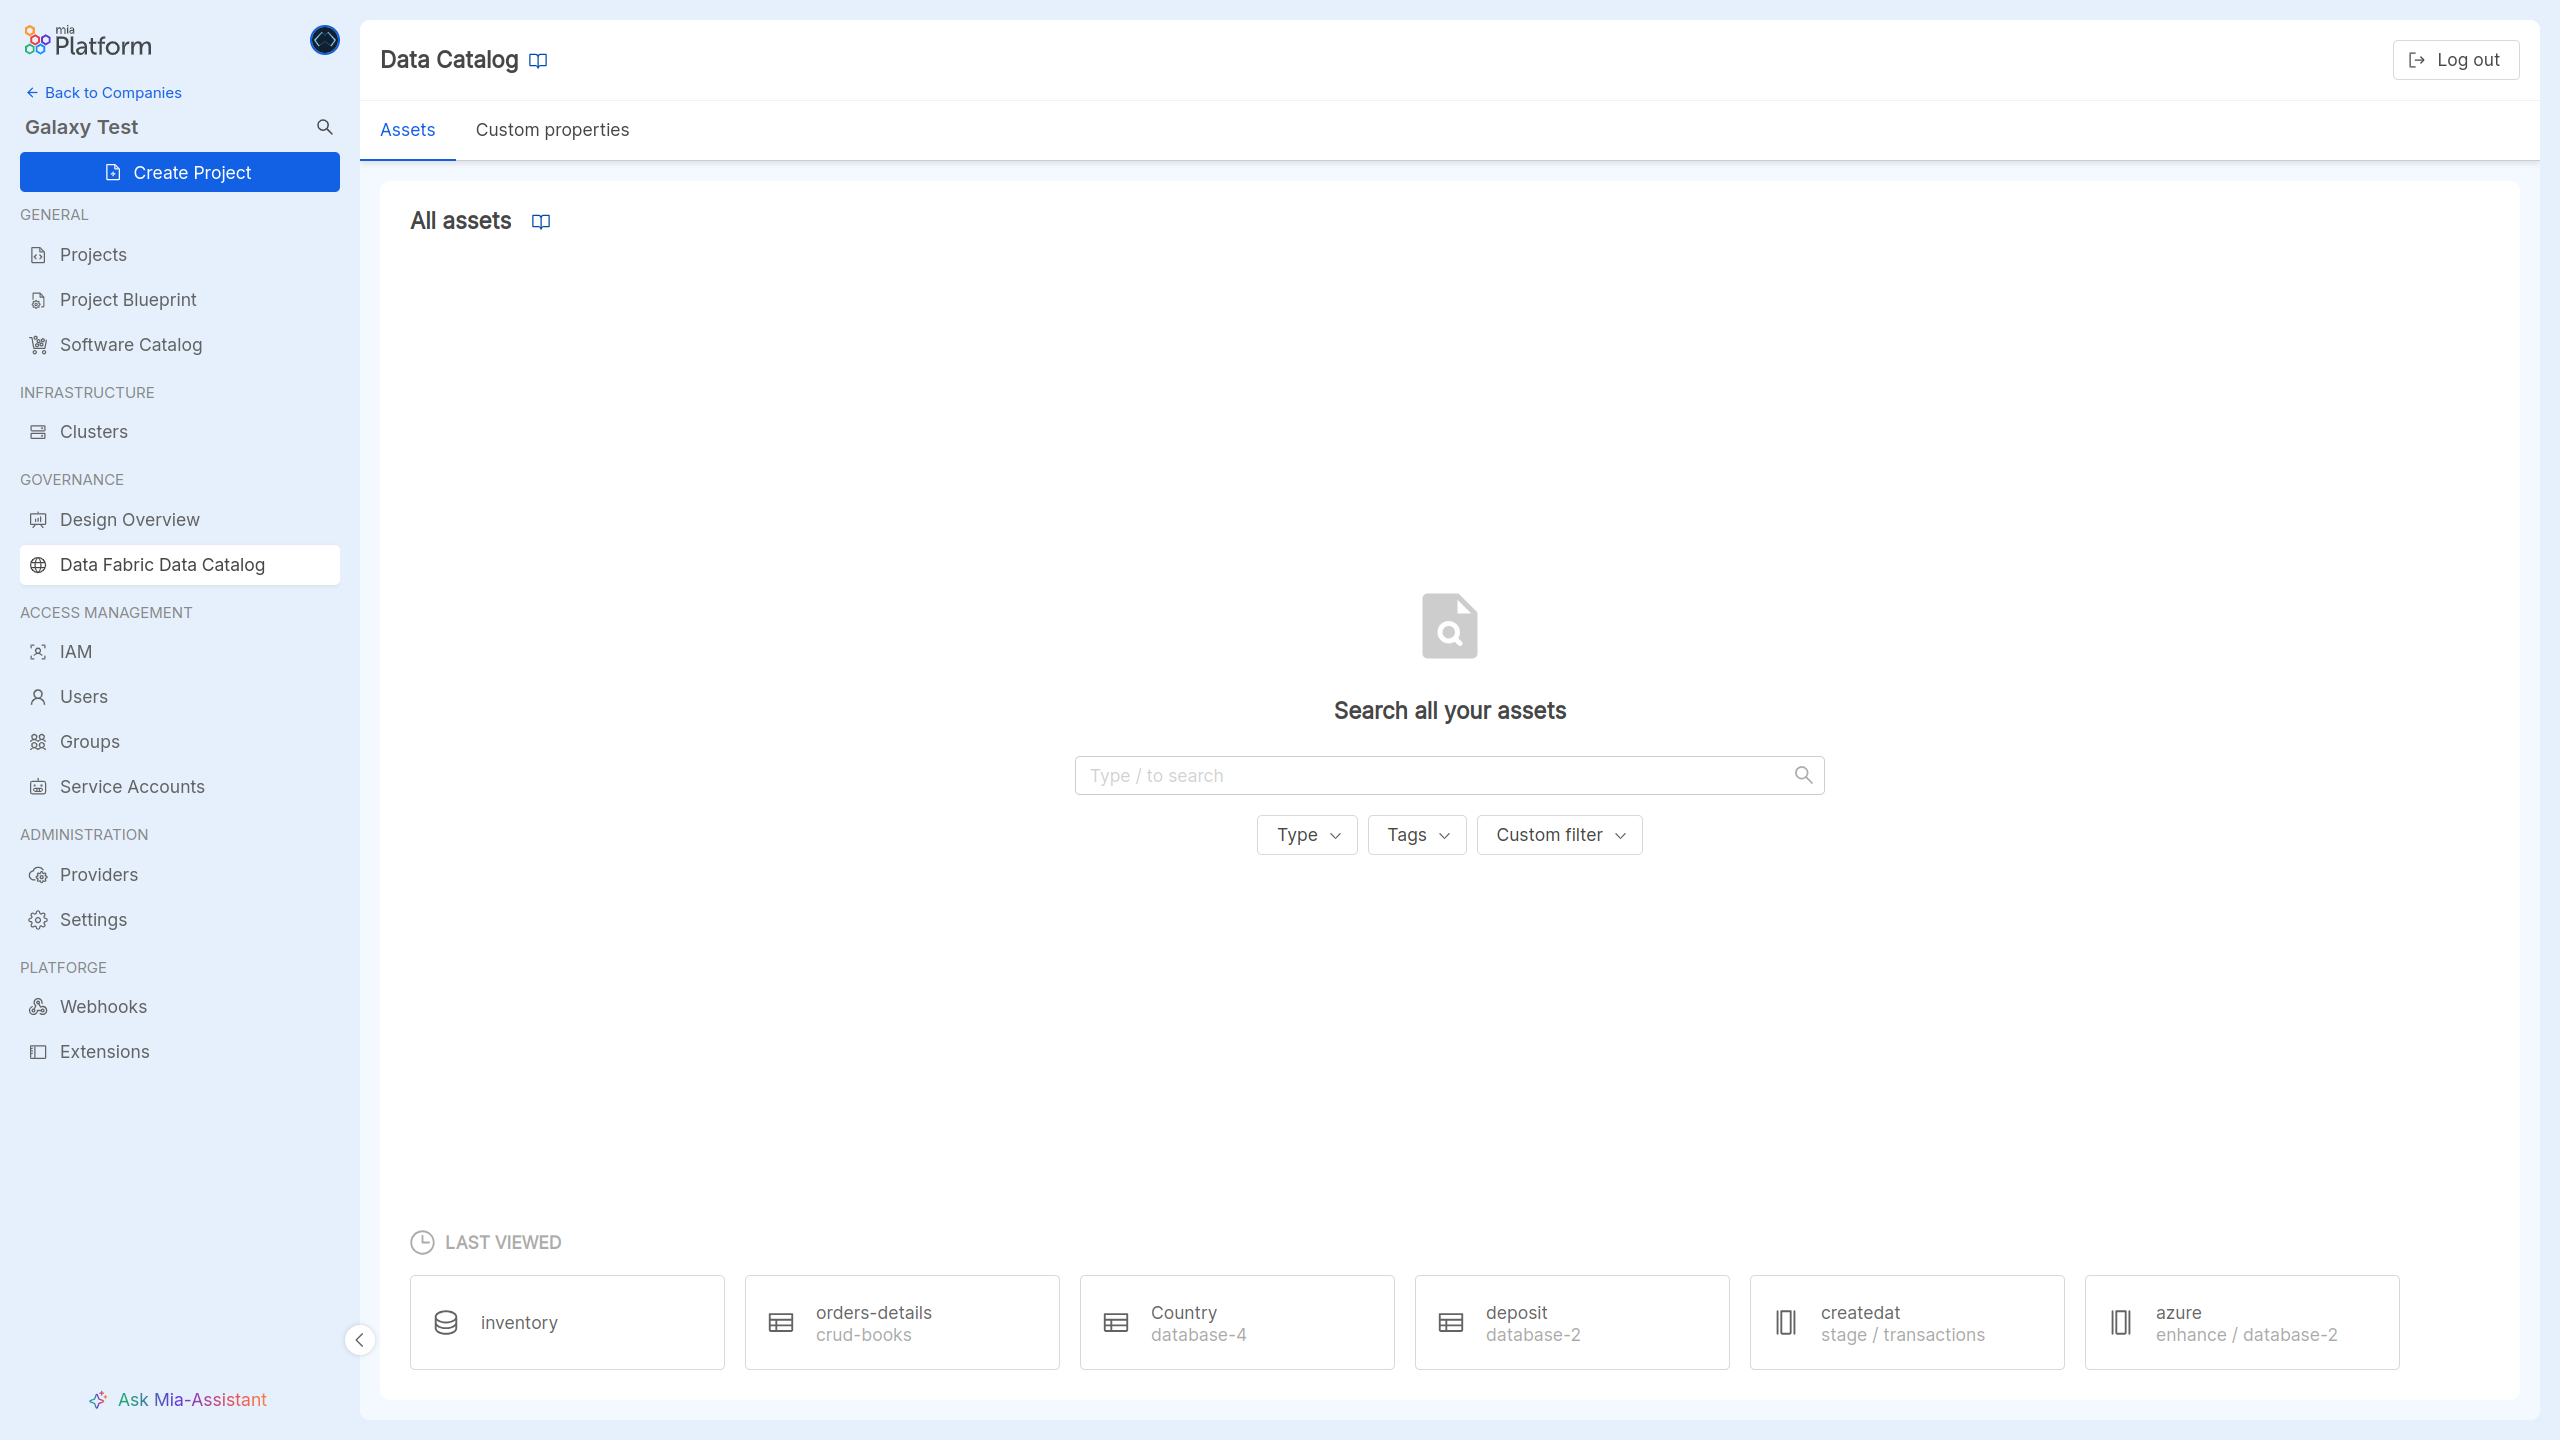 mia
Platform
Back to Companies
Galaxy Test
Create Project
GENERAL
Projects
Project Blueprint
Software Catalog
INFRASTRUCTURE
Clusters
GOVERNANCE
Design Overview
Data Fabric Data Catalog
ACCESS MANAGEMENT
IAM
Users
Groups
Service Accounts
ADMINISTRATION
Providers
Settings
PLATFORGE
Webhooks
Extensions
Ask Mia-Assistant
Data Catalog
Log out
Assets
Custom properties
All assets
Search all your assets
Type / to search
Type
Tags
Custom filter
LAST VIEWED
inventory
orders-details
crud-books
Country
database-4
deposit
database-2
createdat
stage / transactions
azure
enhance / database-2